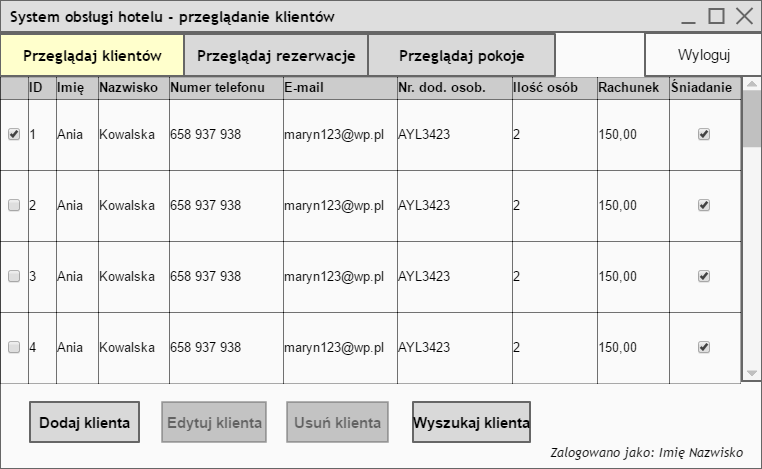 System obsługi hotelu - przeglądanie klientów
Przeglądaj klientów Przeglądaj rezerwacje Przeglądaj pokoje Wyloguj
ID Imię Nazwisko Numer telefonu E-mail Nr. dod. osob. Ilość osób Rachunek Śniadanie
1 Ania Kowalska 658 937 938 maryn123@wp.pl AYL3423 2 150,00
2 Ania Kowalska 658 937 938 maryn123@wp.pl AYL3423 2 150,00
3 Ania Kowalska 658 937 938 maryn123@wp.pl AYL3423 2 150,00
4 Ania Kowalska 658 937 938 maryn123@wp.pl AYL3423 2 150,00
Dodaj klienta Edytuj klienta Usuń klienta Wyszukaj klienta
Zalogowano jako: Imię Nazwisko